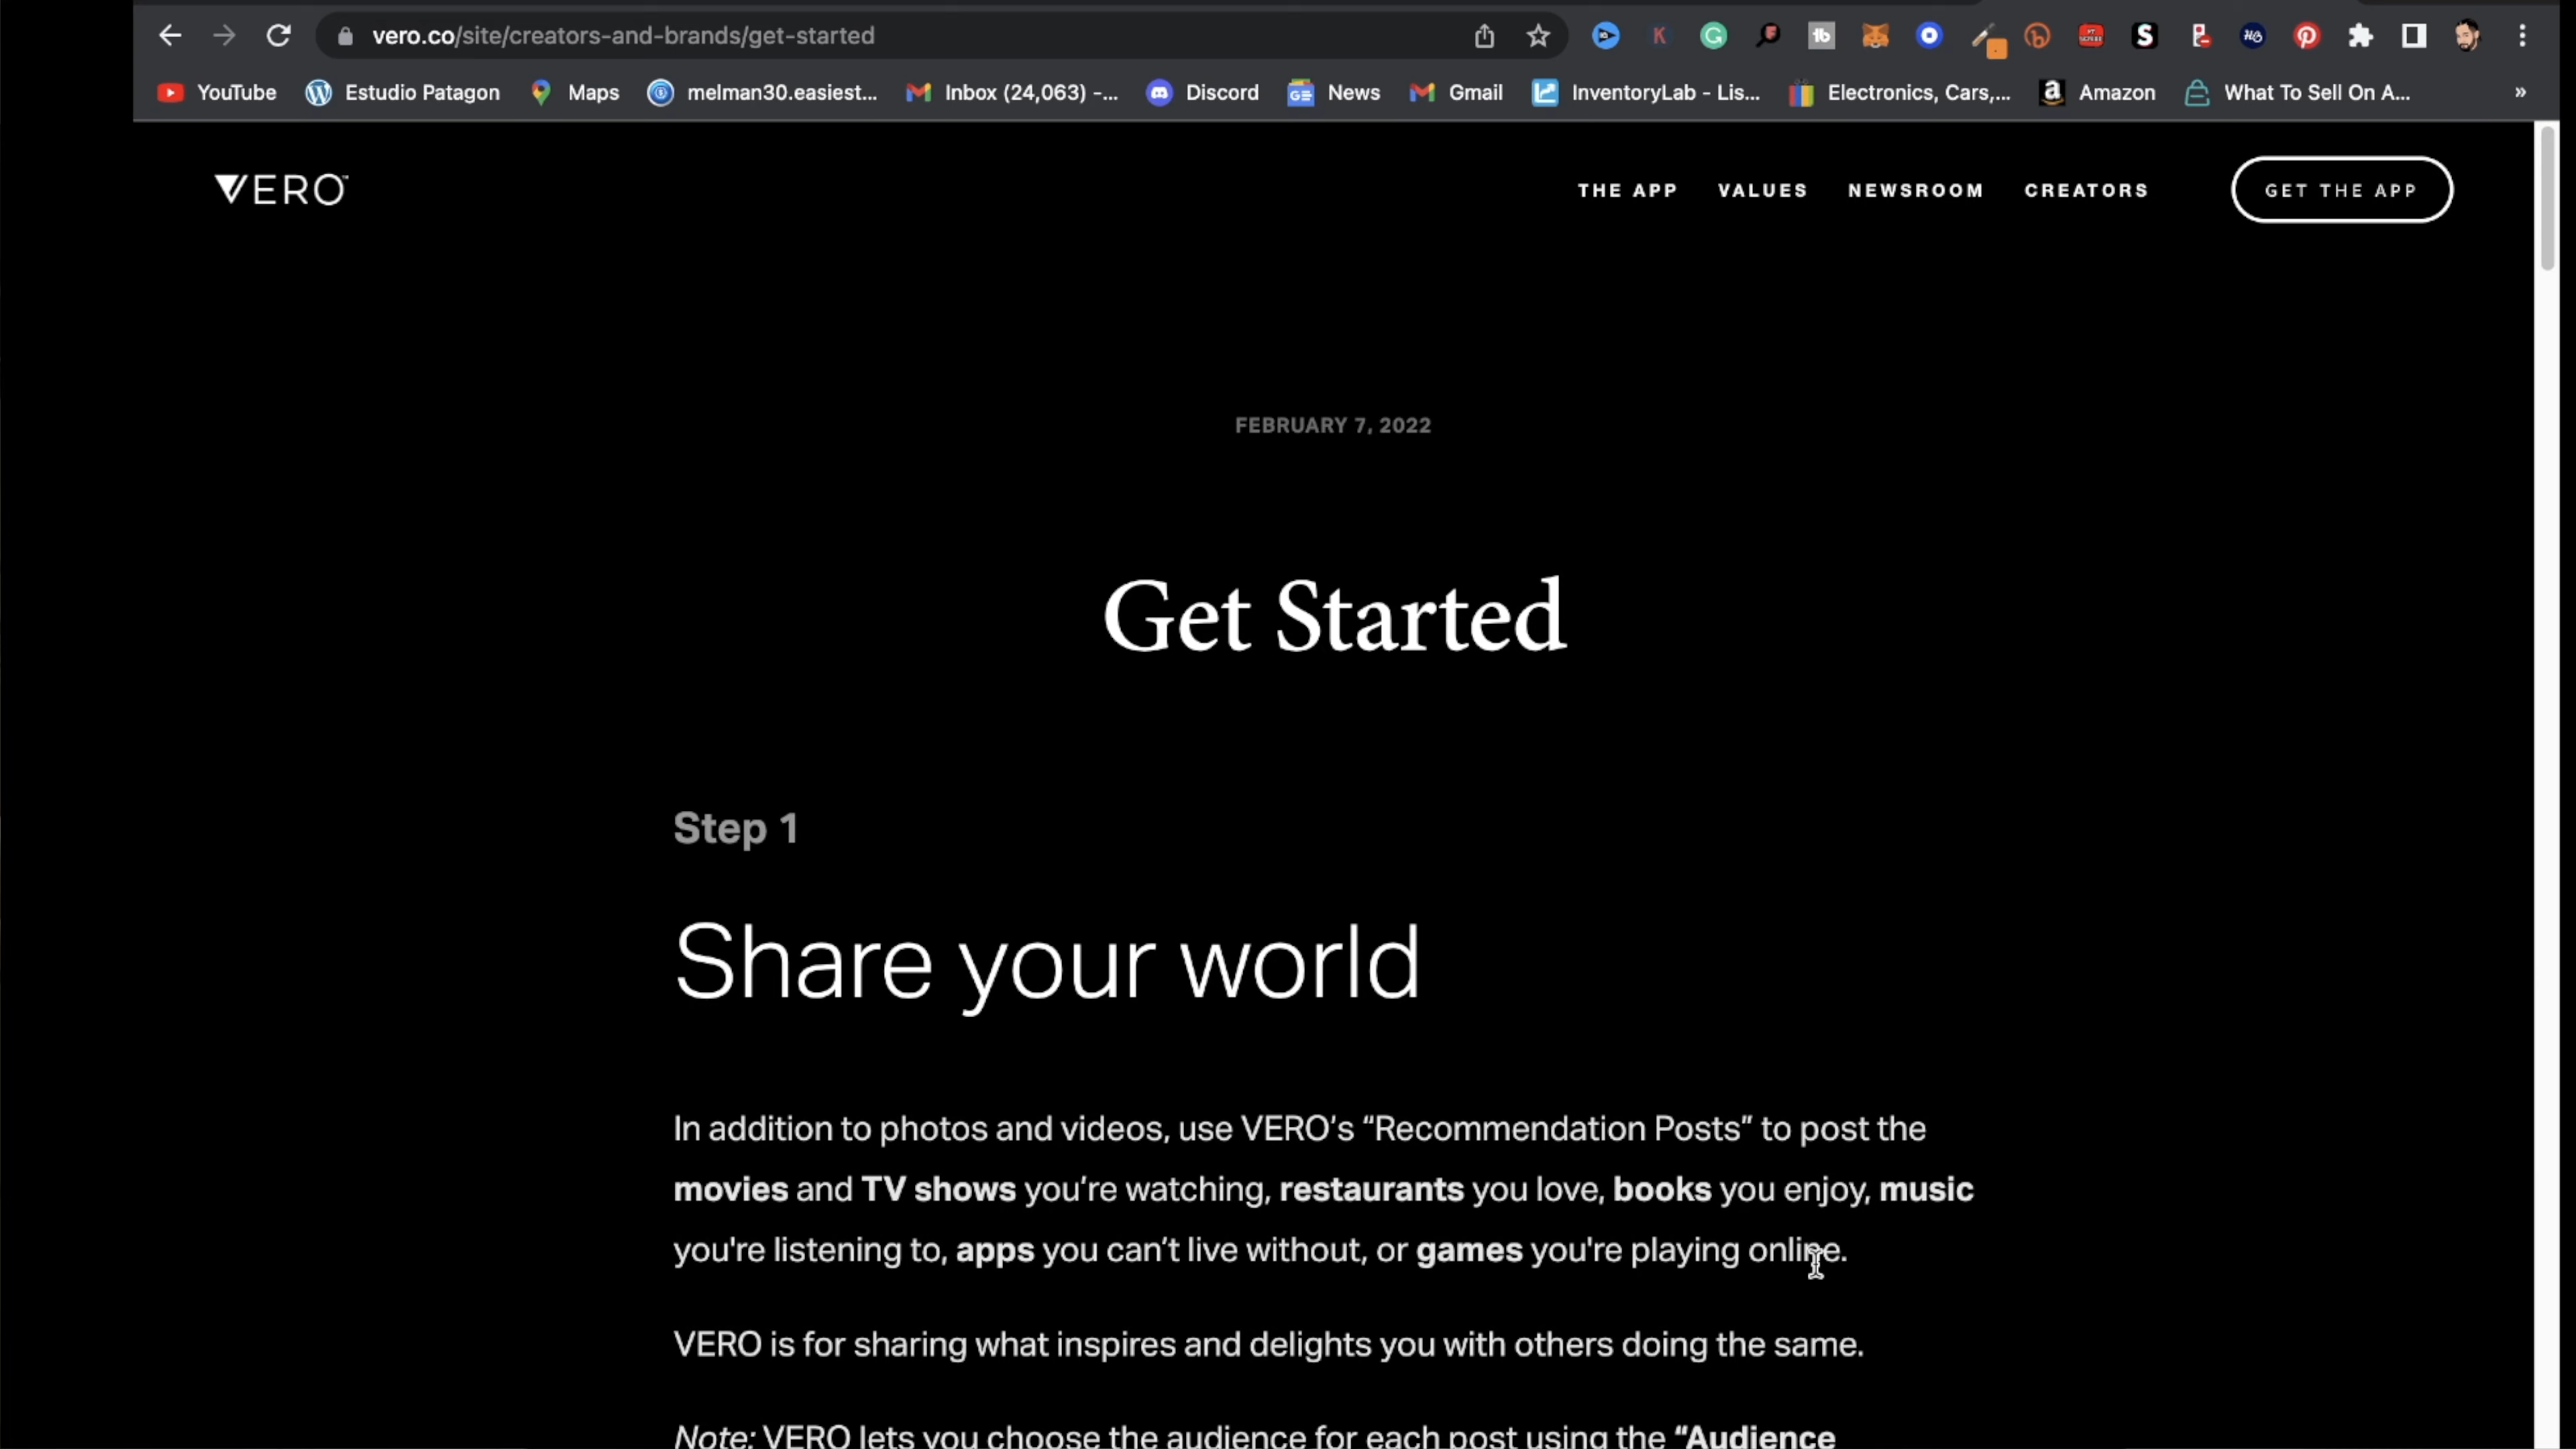 vero.co/site/creators-and-brands/get-started
YouTube Estudio Patagon Maps melman30.easiest... Inbox (24,063) -... Discord News Gmail InventoryLab - Lis... Electronics, Cars,... Amazon What To Sell On A... »
VERO™ THE APP VALUES NEWSROOM CREATORS GET THE APP
FEBRUARY 7, 2022
Get Started
Step 1
Share your world
In addition to photos and videos, use VERO’s “Recommendation Posts” to post the
movies and TV shows you’re watching, restaurants you love, books you enjoy, music
you're listening to, apps you can’t live without, or games you're playing online.
VERO is for sharing what inspires and delights you with others doing the same.
Note: VERO lets you choose the audience for each post using the “Audience